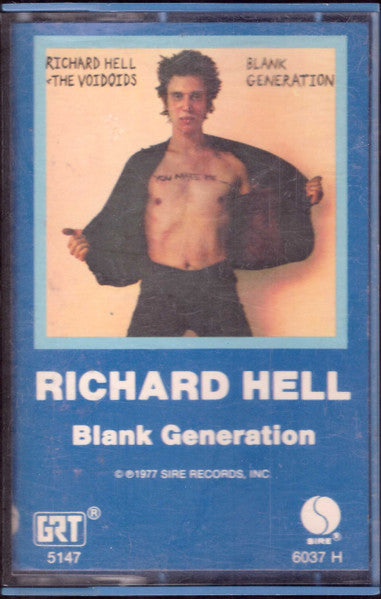 RICHARD HELL
+THE VOIDOIDS
BLANK
GENERATION
YOU MAKE ME
RICHARD HELL
Blank Generation
© ℗ 1977 SIRE RECORDS, INC
GRT®
5147
SIRE®
6037 H